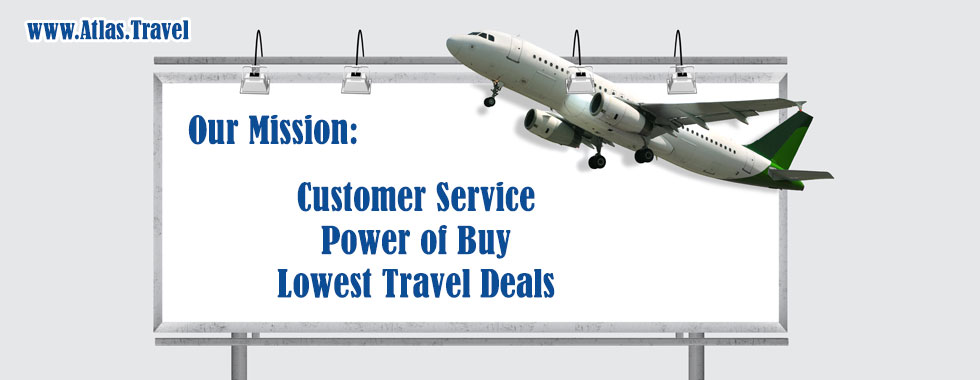 www.Atlas.Travel
Our Mission:
Customer Service
Power of Buy
Lowest Travel Deals